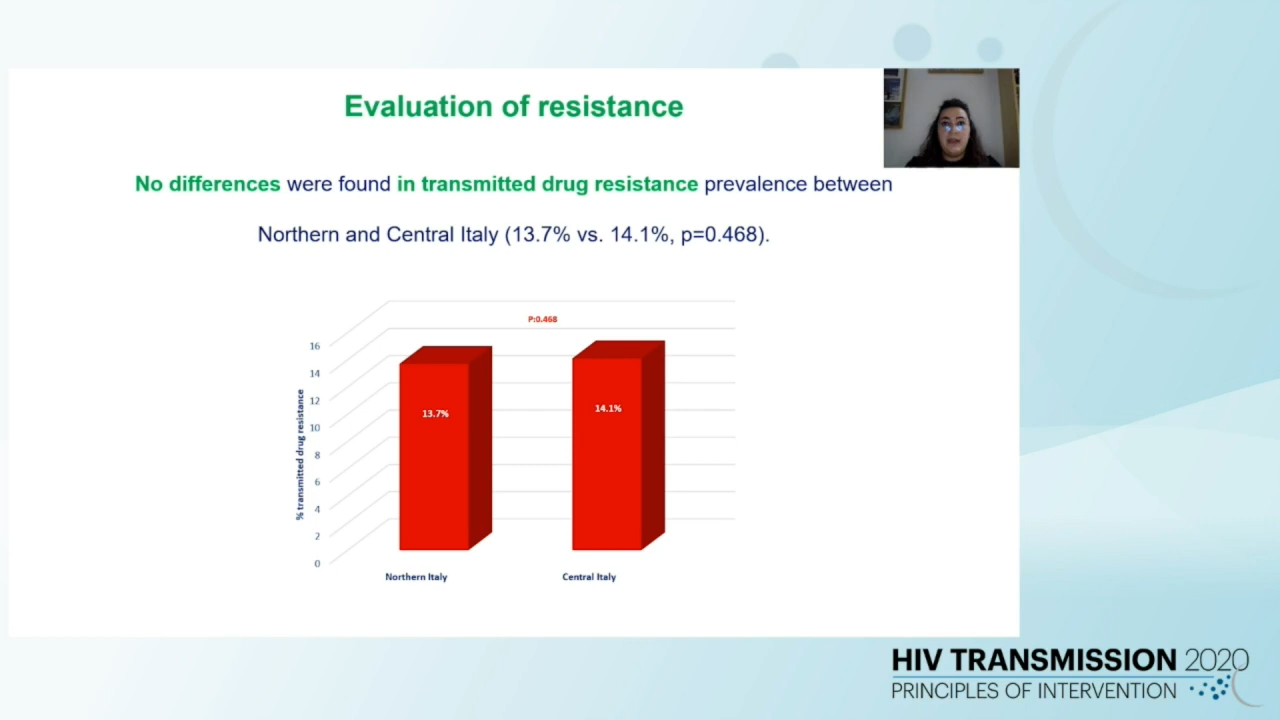 Evaluation of resistance
No differences were found in transmitted drug resistance prevalence between
Northern and Central Italy (13.7% vs. 14.1%, p=0.468).
P:0.468
16
14
12
10
8
6
4
2
0
% transmitted drug resistance
13.7%
14.1%
Northern Italy
Central Italy
HIV TRANSMISSION 2020
PRINCIPLES OF INTERVENTION